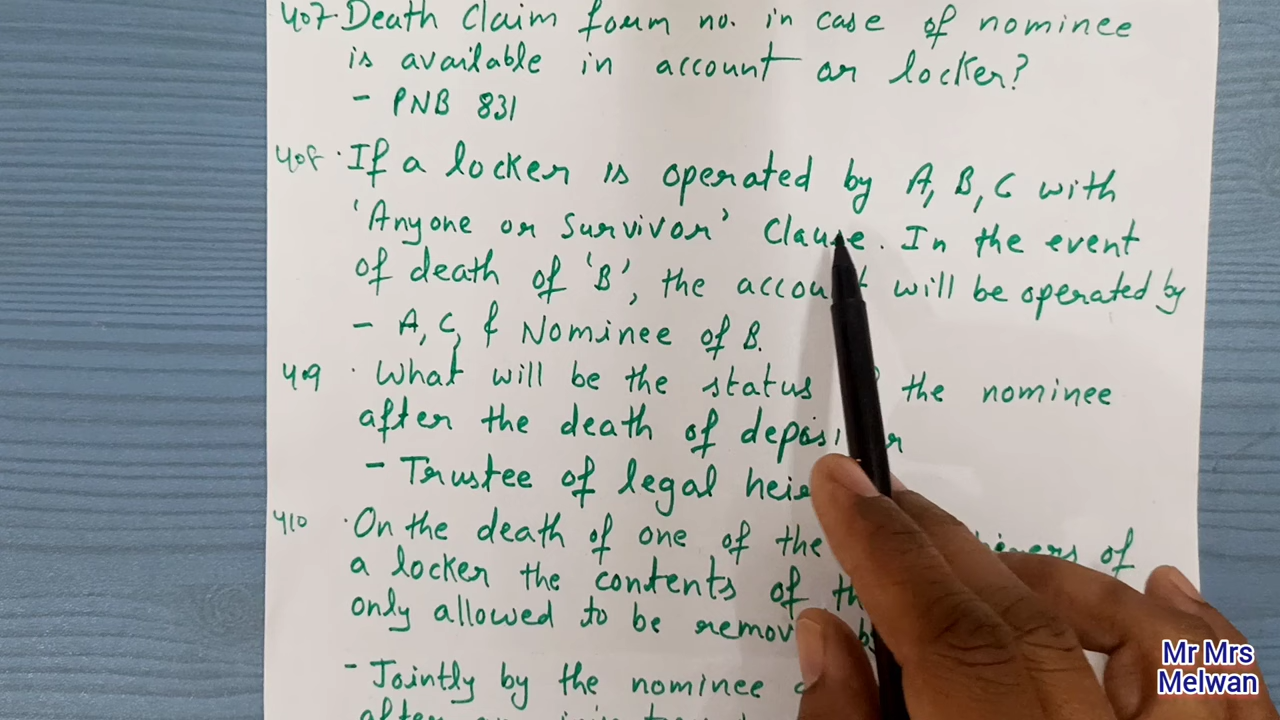 407. Death Claim form no. in case of nominee
is available in account or locker?
- PNB 831
408. If a locker is operated by A, B, C with
'Anyone or Survivor' Clause. In the event
of death of 'B', the account will be operated by
- A, C, & Nominee of B.
409. What will be the status the nominee
after the death of
- Trustee of legal
410. On the death of one of the of
a locker the contents of
only allowed to be
- Jointly by the nominee
after
Mr Mrs
Melwan